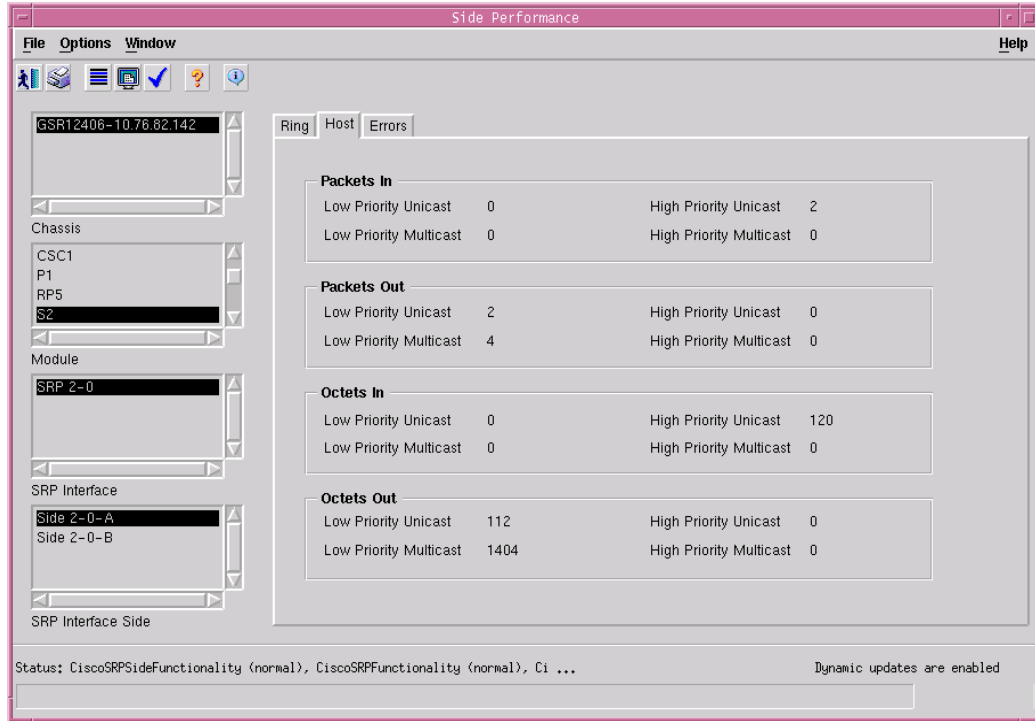 Side Performance
File Options Window Help
GSR12406-10.76.82.142
Chassis
CSC1
P1
RP5
S2
Module
SRP 2-0
SRP Interface
Side 2-0-A
Side 2-0-B
SRP Interface Side
Ring Host Errors
Packets In
Low Priority Unicast 0 High Priority Unicast 2
Low Priority Multicast 0 High Priority Multicast 0
Packets Out
Low Priority Unicast 2 High Priority Unicast 0
Low Priority Multicast 4 High Priority Multicast 0
Octets In
Low Priority Unicast 0 High Priority Unicast 120
Low Priority Multicast 0 High Priority Multicast 0
Octets Out
Low Priority Unicast 112 High Priority Unicast 0
Low Priority Multicast 1404 High Priority Multicast 0
Status: CiscoSRPSideFunctionality (normal), CiscoSRPFunctionality (normal), Ci ... Dynamic updates are enabled